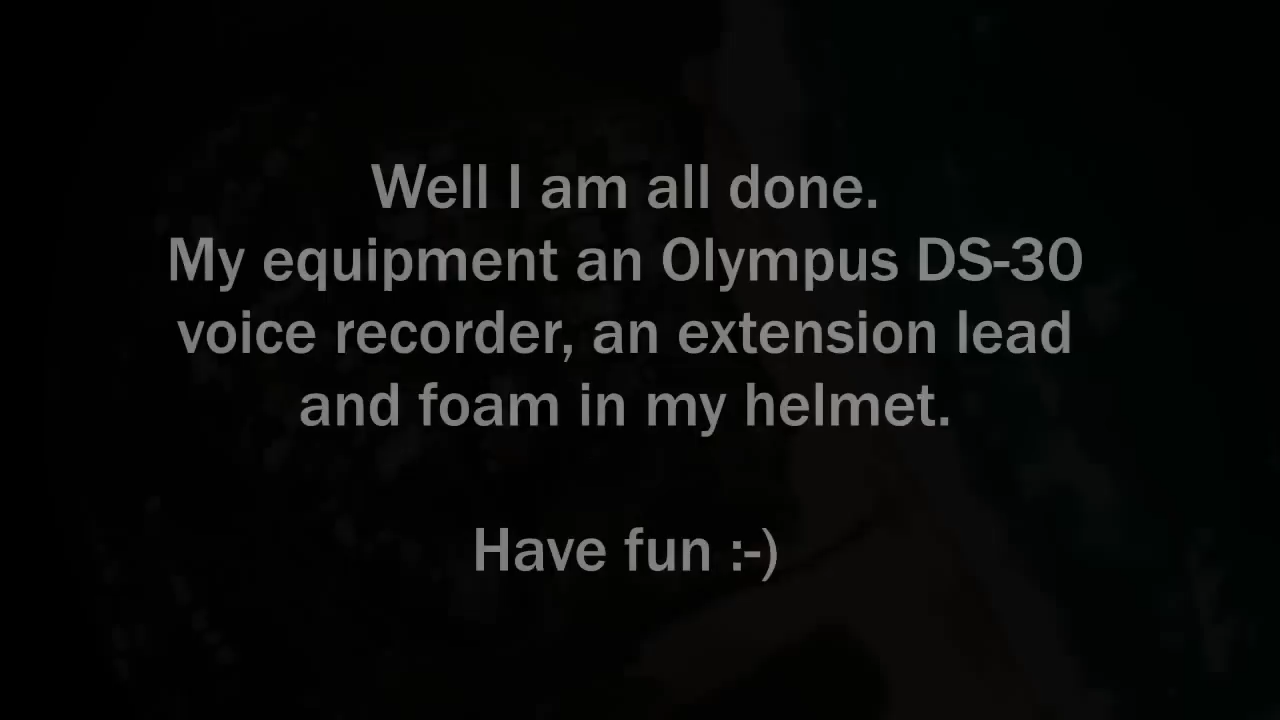 Well I am all done.
My equipment an Olympus DS-30
voice recorder, an extension lead
and foam in my helmet.
Have fun :-)